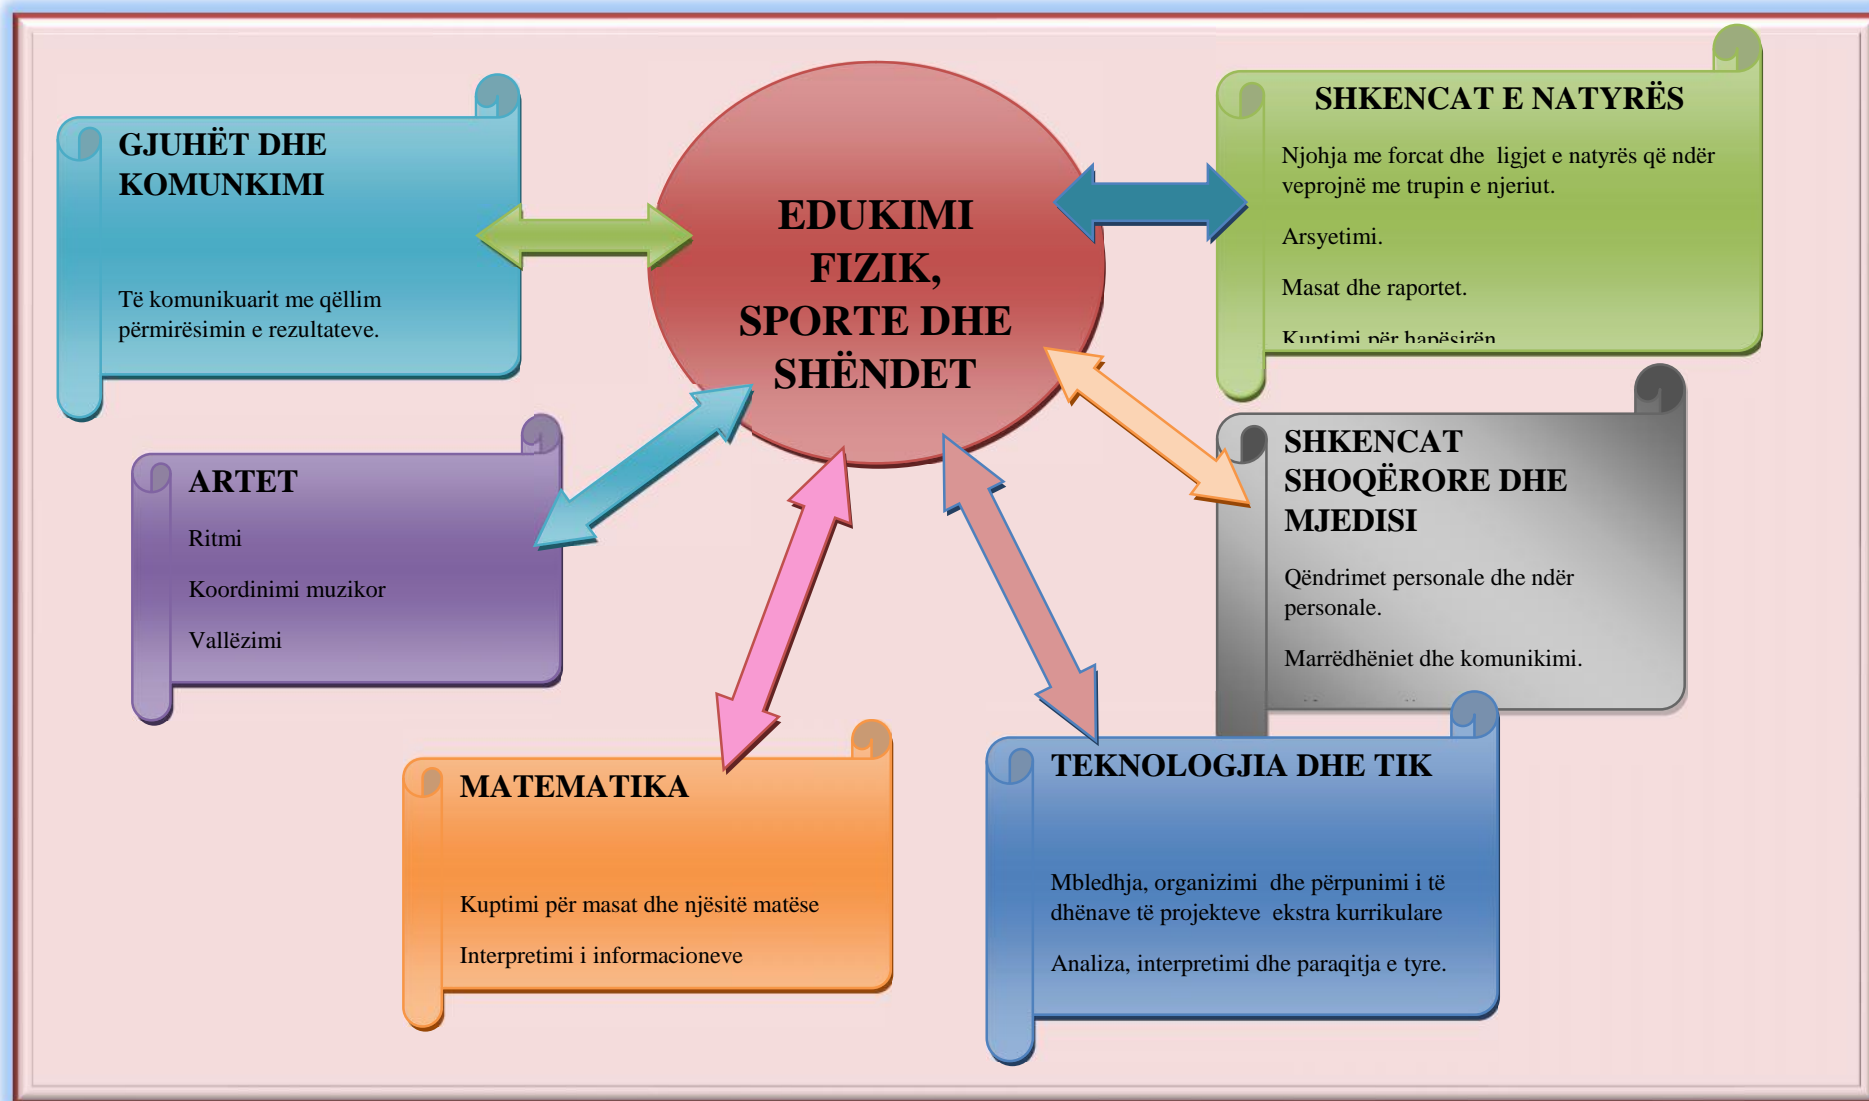 GJUHËT DHE
KOMUNKIMI
Të komunikuarit me qëllim
përmirësimin e rezultateve.
EDUKIMI
FIZIK,
SPORTE DHE
SHËNDET
SHKENCAT E NATYRËS
Njohja me forcat dhe  ligjet e natyrës që ndër
veprojnë me trupin e njeriut.
Arsyetimi.
Masat dhe raportet.
Kuptimi për hapësirën
ARTET
Ritmi
Koordinimi muzikor
Vallëzimi
SHKENCAT
SHOQËRORE DHE
MJEDISI
Qëndrimet personale dhe ndër
personale.
Marrëdhëniet dhe komunikimi.
MATEMATIKA
Kuptimi për masat dhe njësitë matëse
Interpretimi i informacioneve
TEKNOLOGJIA DHE TIK
Mbledhja, organizimi  dhe përpunimi i të
dhënave të projekteve  ekstra kurrikulare
Analiza, interpretimi dhe paraqitja e tyre.